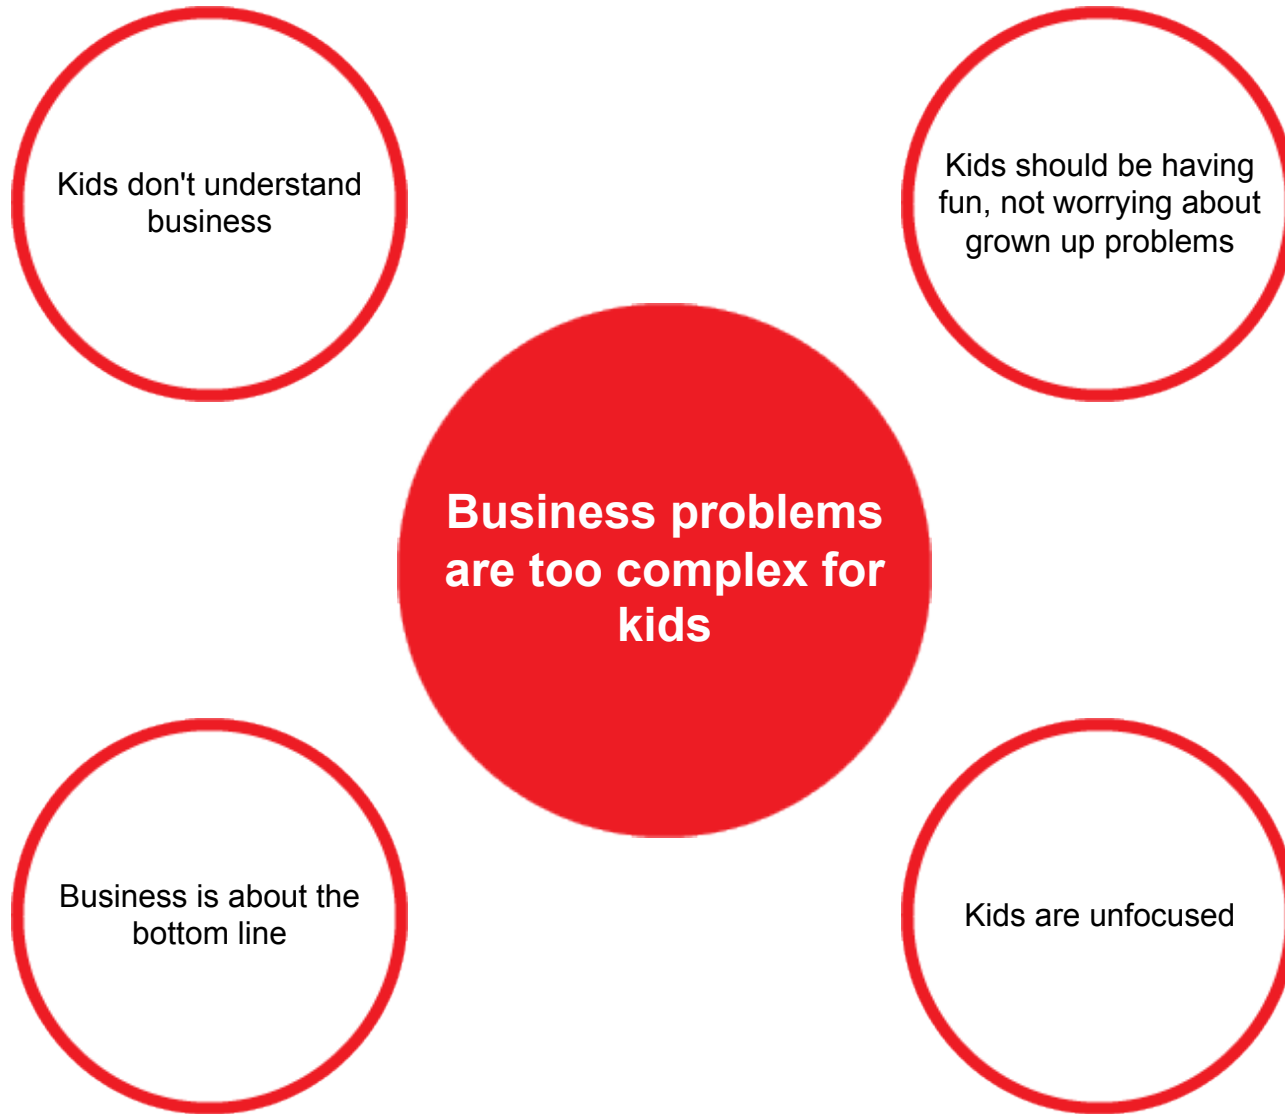 Kids don't understand
business
Kids should be having
fun, not worrying about
grown up problems
Business problems
are too complex for
kids
Business is about the
bottom line
Kids are unfocused